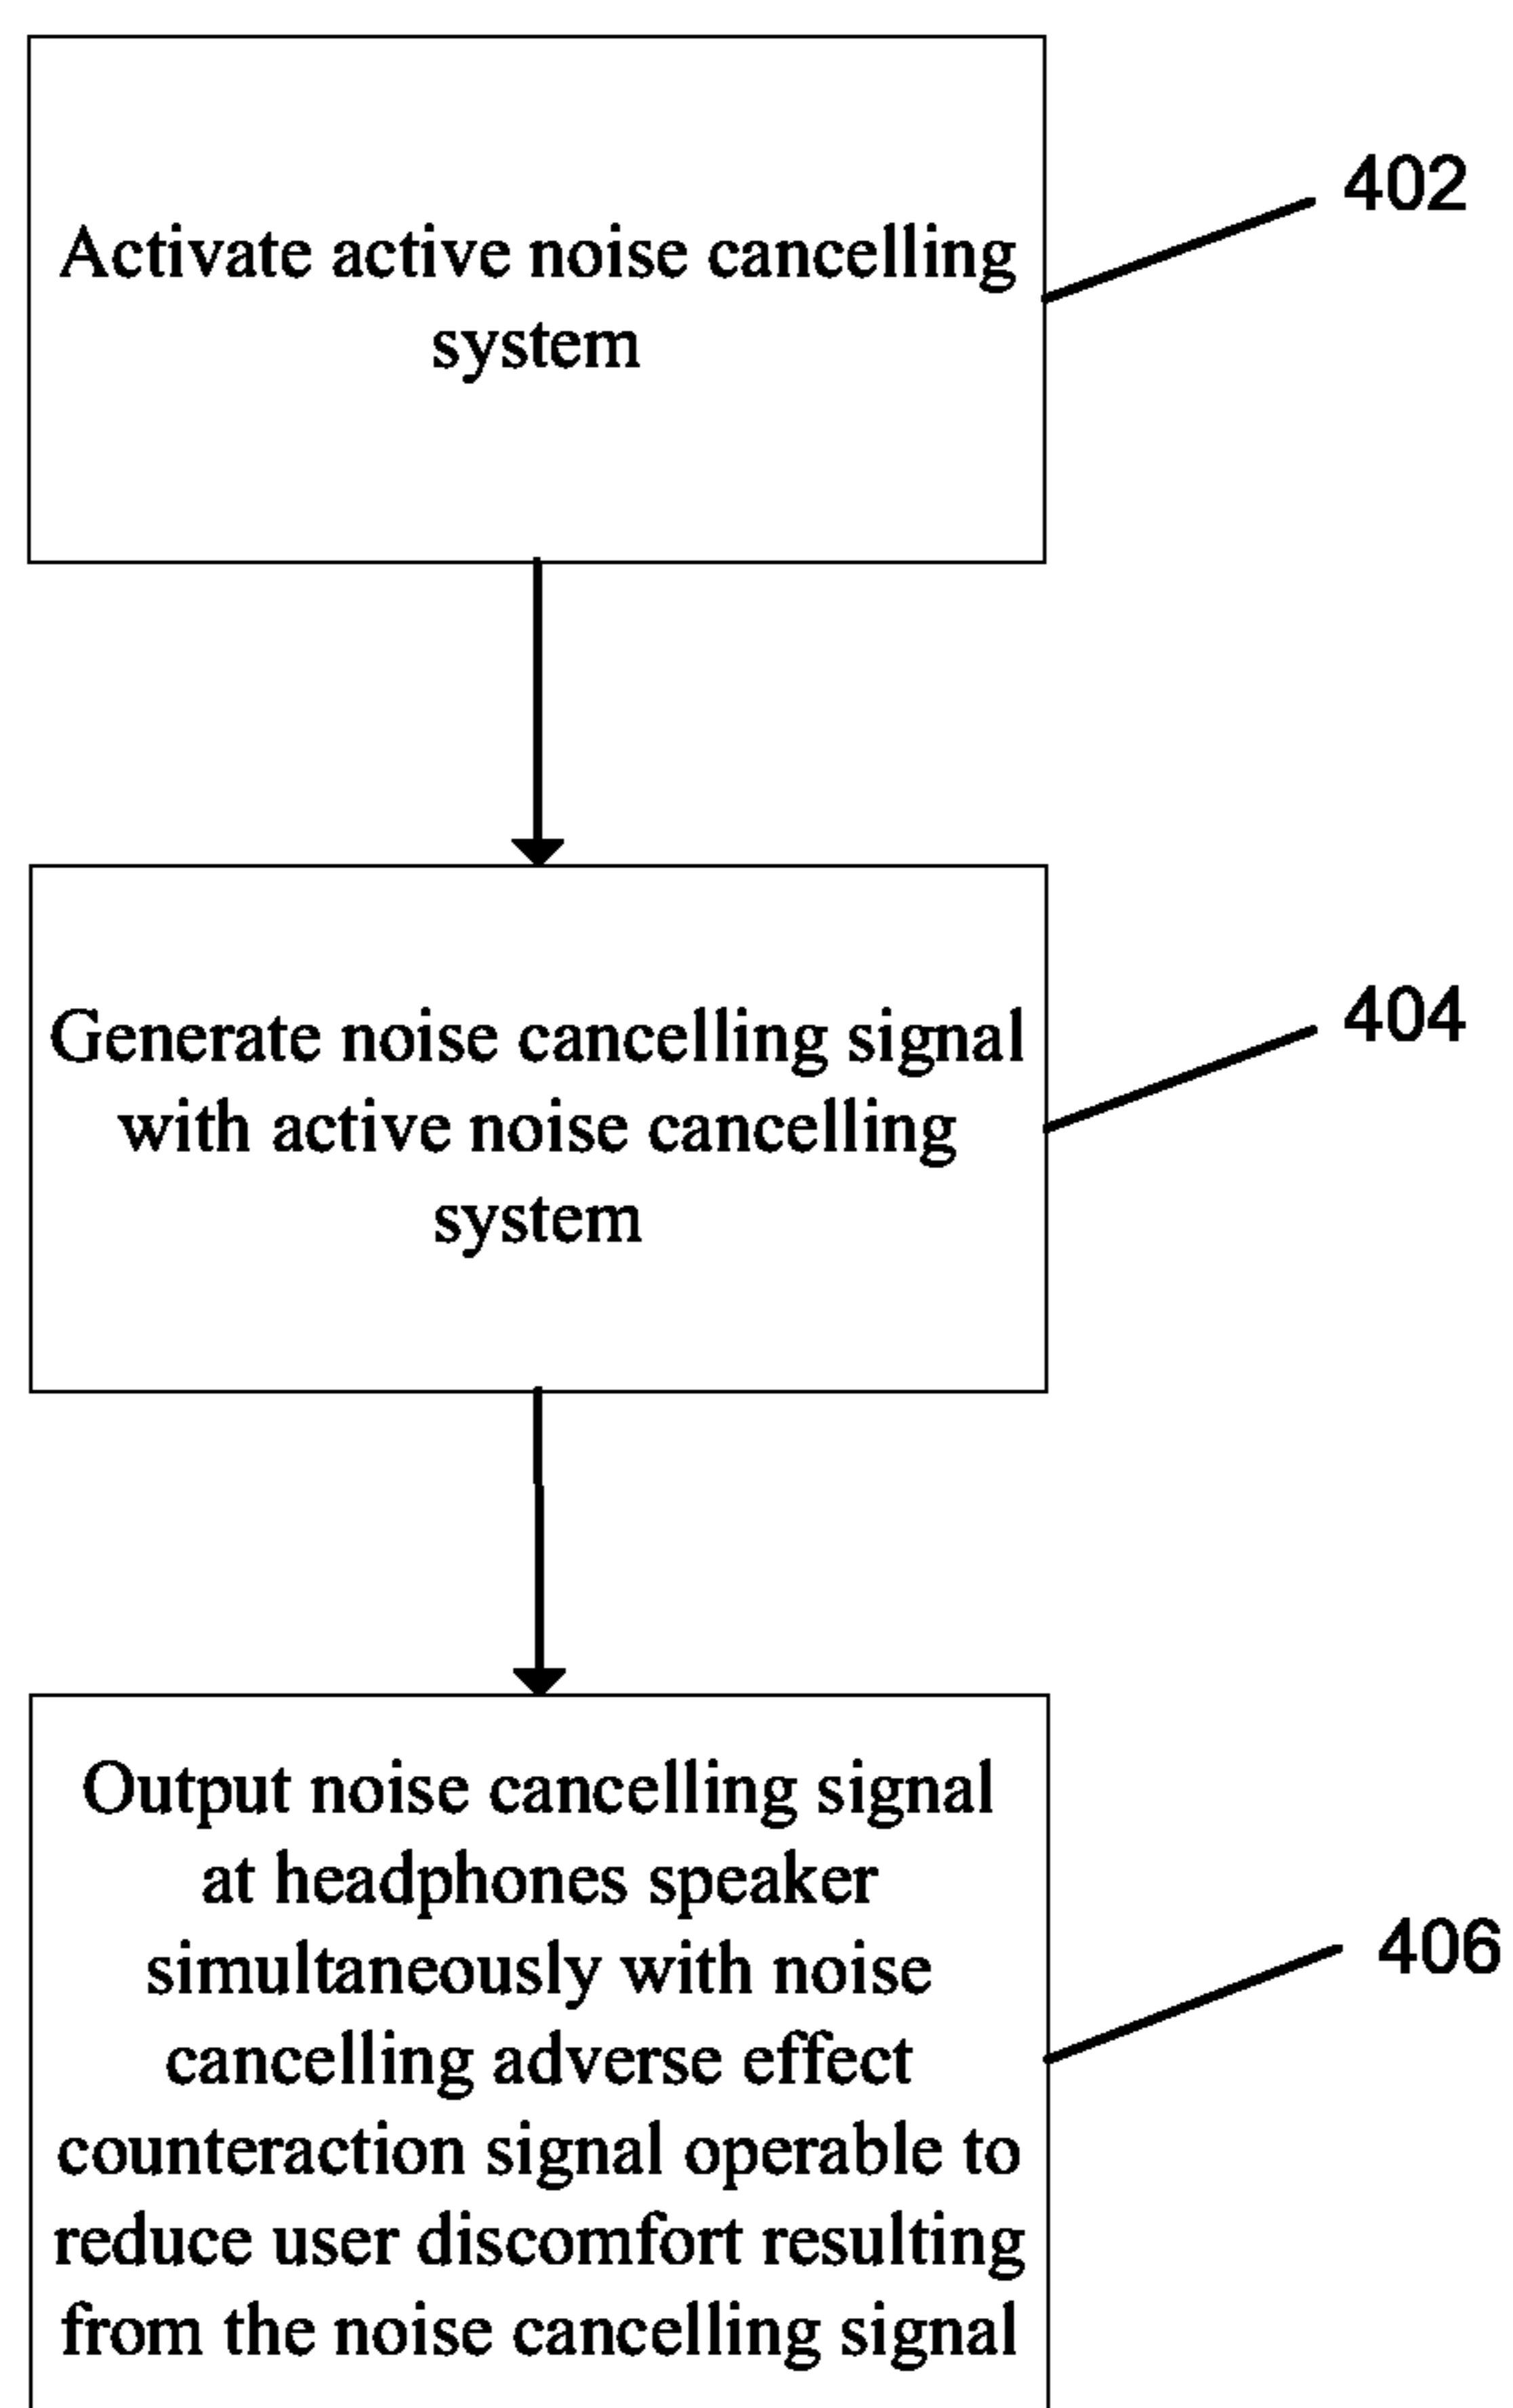 Activate active noise cancelling
system
402
Generate noise cancelling signal
with active noise cancelling
system
404
Output noise cancelling signal
at headphones speaker
simultaneously with noise
cancelling adverse effect
counteraction signal operable to
reduce user discomfort resulting
from the noise cancelling signal
406